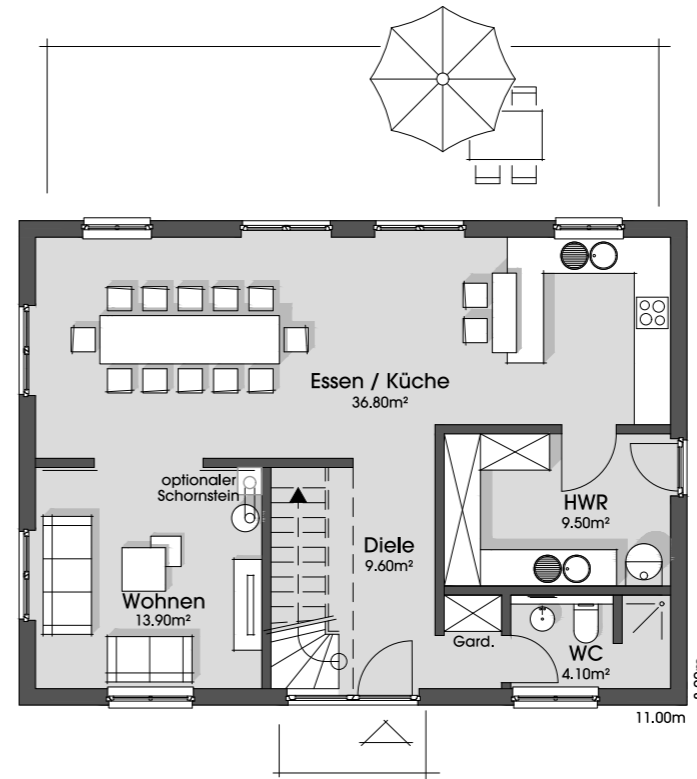 Essen / Küche
36.80m²
optionaler
Schornstein
HWR
9.50m²
Diele
9.60m²
Wohnen
13.90m²
Gard.
WC
4.10m²
11.00m